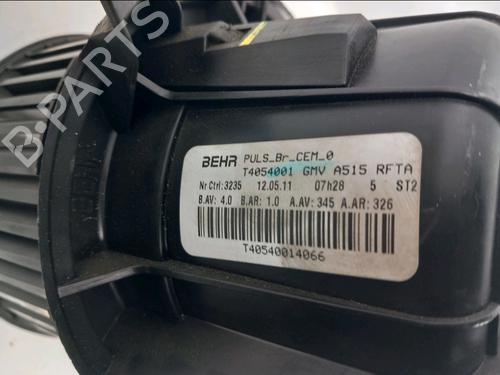 B-PARTS
BEHR PULS_Br_CEM_0
T4054001 GMV A515 RFTA
Nr Ctrl:3235 12.05.11 07h28 5 ST2
B.AV: 4.0 B.AR: 1.0 A.AV: 345 A.AR: 326
T40540014066